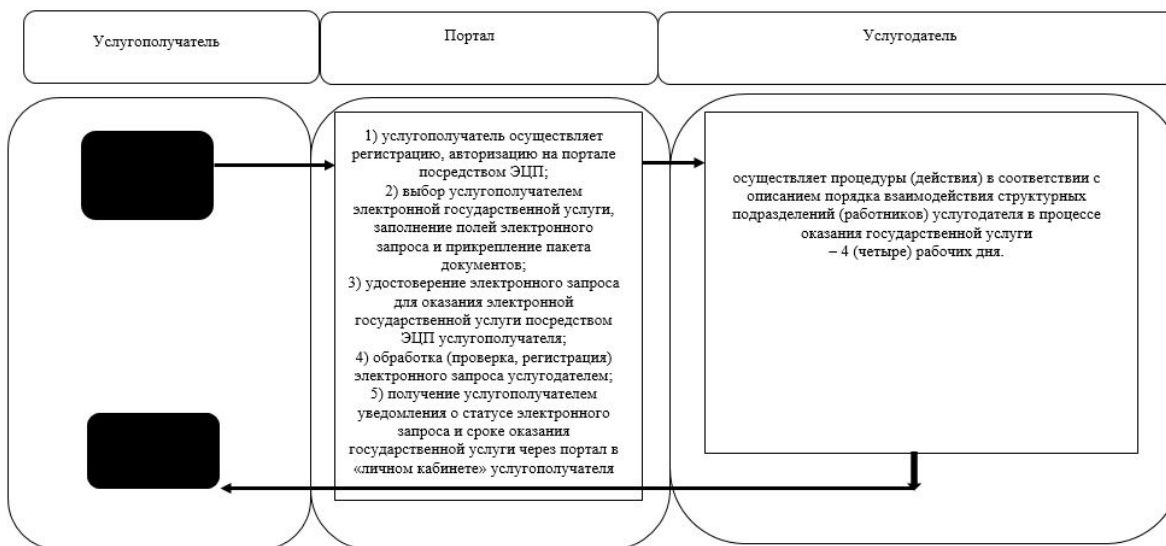 Услугополучатель
Портал
Услугодатель
1) услугополучатель осуществляет
регистрацию, авторизацию на портале
посредством ЭЦП;
2) выбор услугополучателем
электронной государственной услуги,
заполнение полей электронного
запроса и прикрепление пакета
документов;
3) удостоверение электронного запроса
для оказания электронной
государственной услуги посредством
ЭЦП услугополучателя;
4) обработка (проверка, регистрация)
электронного запроса услугодателем;
5) получение услугополучателем
уведомления о статусе электронного
запроса и сроке оказания
государственной услуги через портал в
«личном кабинете» услугополучателя
осуществляет процедуры (действия) в соответствии с
описанием порядка взаимодействия структурных
подразделений (работников) услугодателя в процессе
оказания государственной услуги
– 4 (четыре) рабочих дня.